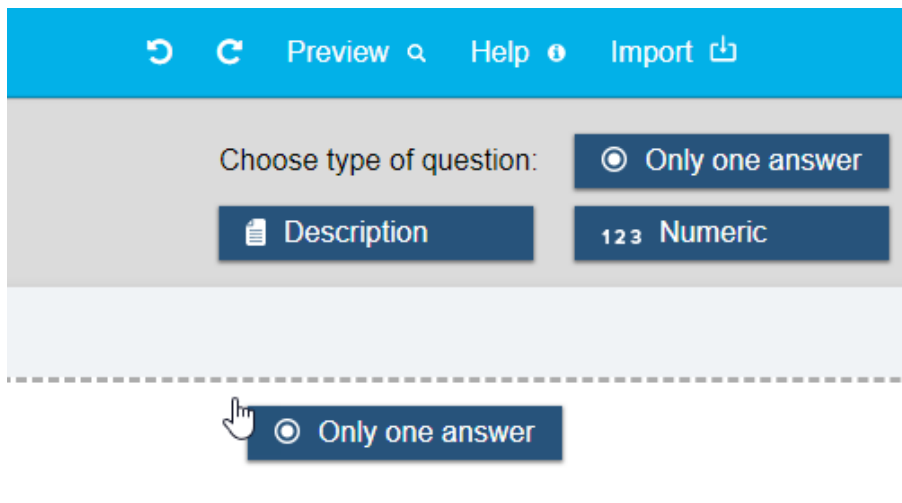 Preview Help Import
Choose type of question: Only one answer
Description 123 Numeric
Only one answer